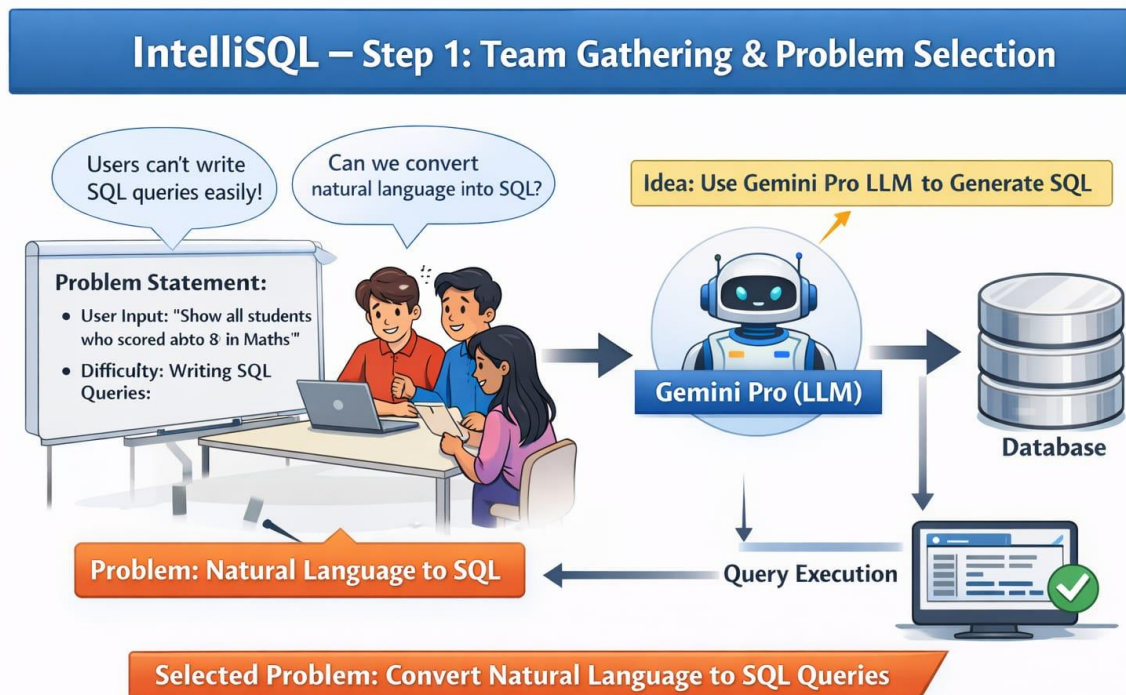 IntelliSQL – Step 1: Team Gathering & Problem Selection
Users can't write
SQL queries easily!
Can we convert
natural language into SQL?
Idea: Use Gemini Pro LLM to Generate SQL
Problem Statement:
• User Input: "Show all students
who scored abto 8 in Maths'"
• Difficulty: Writing SQL
Queries:
Gemini Pro (LLM)
Database
Problem: Natural Language to SQL
Query Execution
Selected Problem: Convert Natural Language to SQL Queries